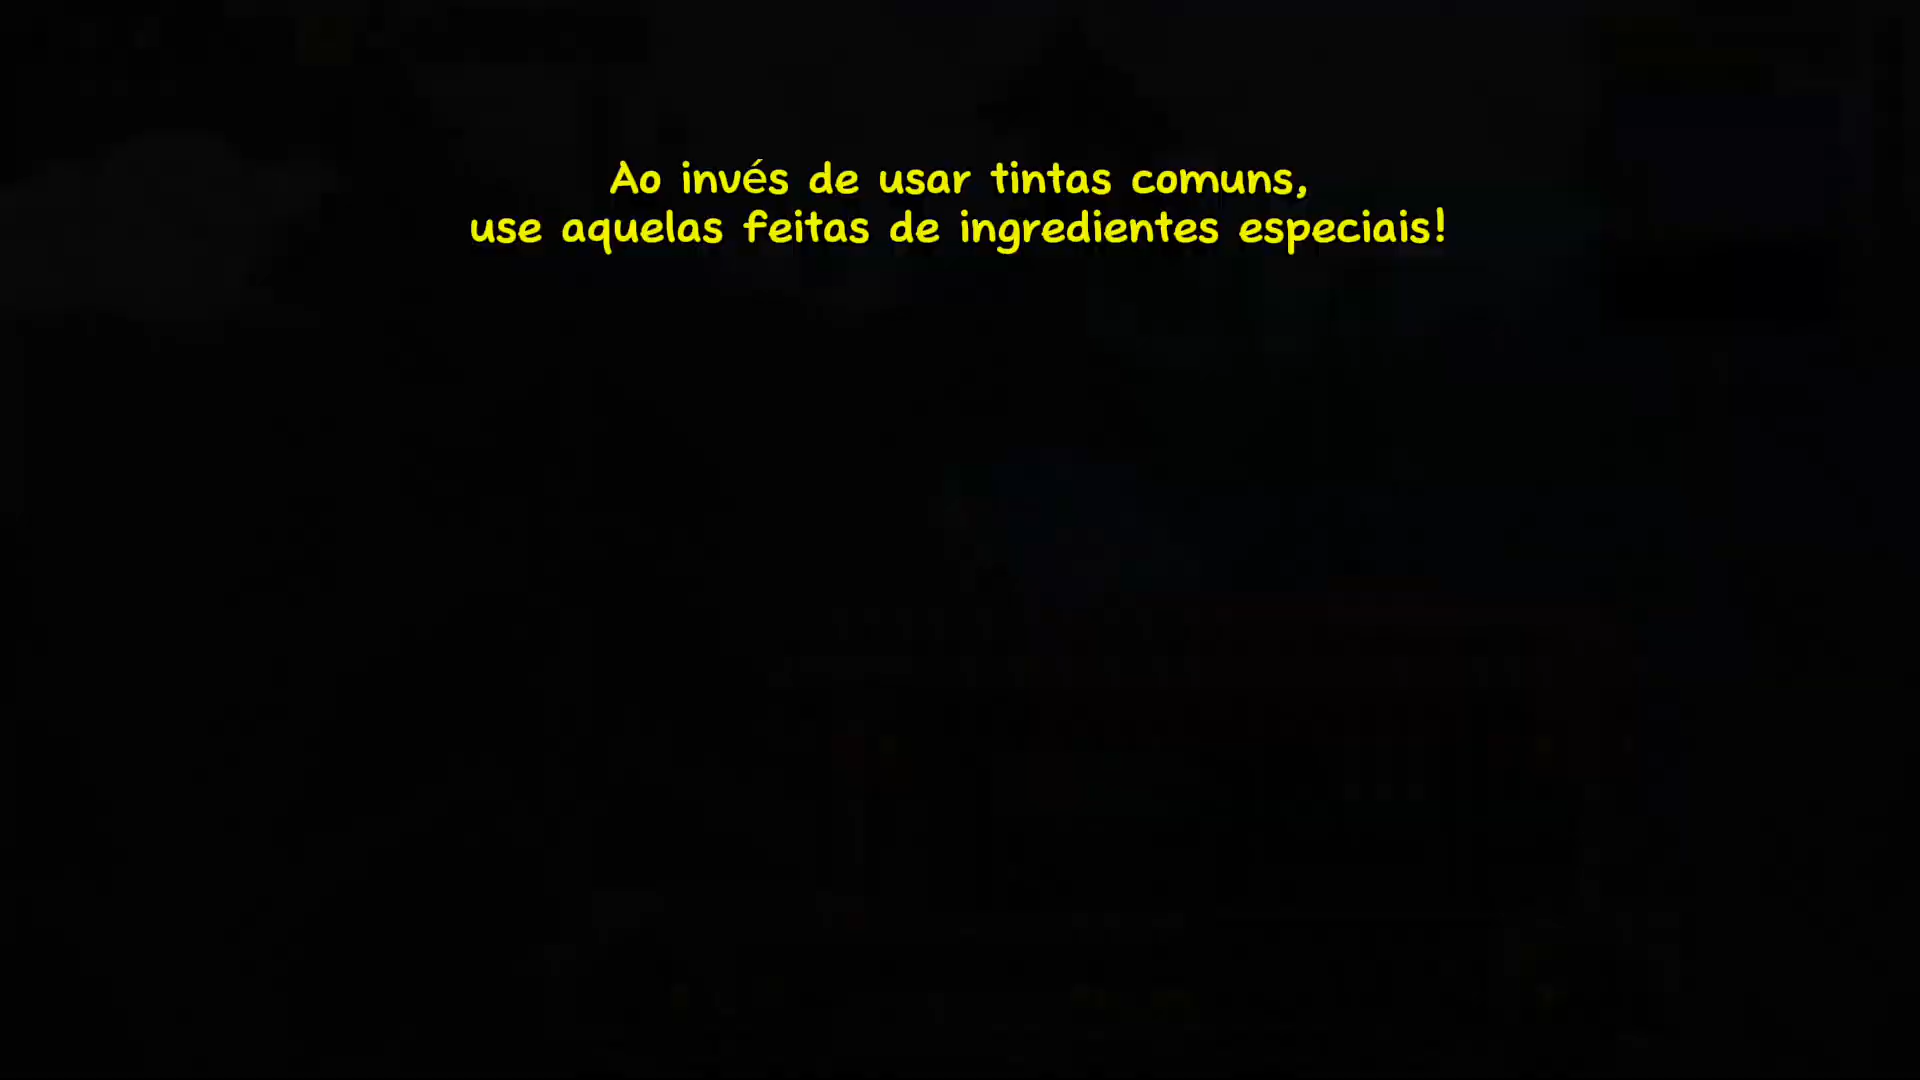 Ao invés de usar tintas comuns,
use aquelas feitas de ingredientes especiais!